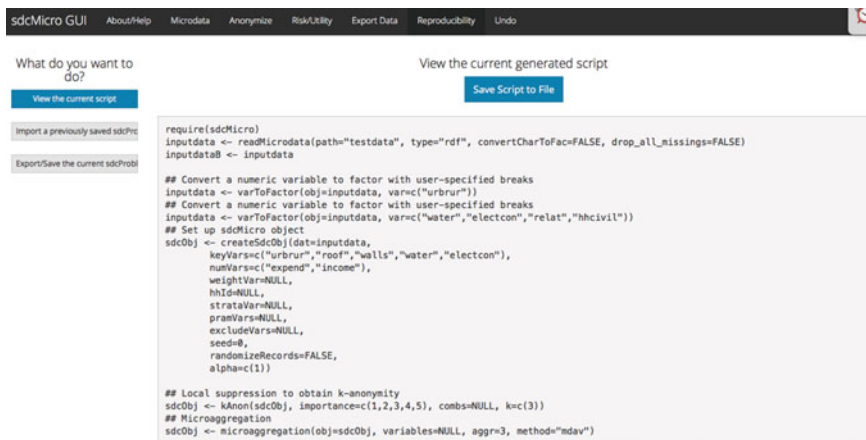 sdcMicro GUI About/Help Microdata Anonymize Risk/Utility Export Data Reproducibility Undo
What do you want to
do?
View the current script
Import a previously saved sdcPro
Export/Save the current sdcProbl
View the current generated script
Save Script to File
require(sdcMicro)
inputdata <- readMicrodata(path="testdata", type="rdf", convertCharToFac=FALSE, drop_all_missings=FALSE)
inputdataB <- inputdata
## Convert a numeric variable to factor with user-specified breaks
inputdata <- varToFactor(obj=inputdata, var=c("urbrur"))
## Convert a numeric variable to factor with user-specified breaks
inputdata <- varToFactor(obj=inputdata, var=c("water","electcon","relat","hhcivil"))
## Set up sdcMicro object
sdcObj <- createSdcObj(dat=inputdata,
keyVars=c("urbrur","roof","walls","water","electcon"),
numVars=c("expend","income"),
weightVar=NULL,
hhId=NULL,
strataVar=NULL,
pramVars=NULL,
excludeVars=NULL,
seed=0,
randomizeRecords=FALSE,
alpha=c(1))
## Local suppression to obtain k-anonymity
sdcObj <- kAnon(sdcObj, importance=c(1,2,3,4,5), combs=NULL, k=c(3))
## Microaggregation
sdcObj <- microaggregation(obj=sdcObj, variables=NULL, aggr=3, method="mdav")